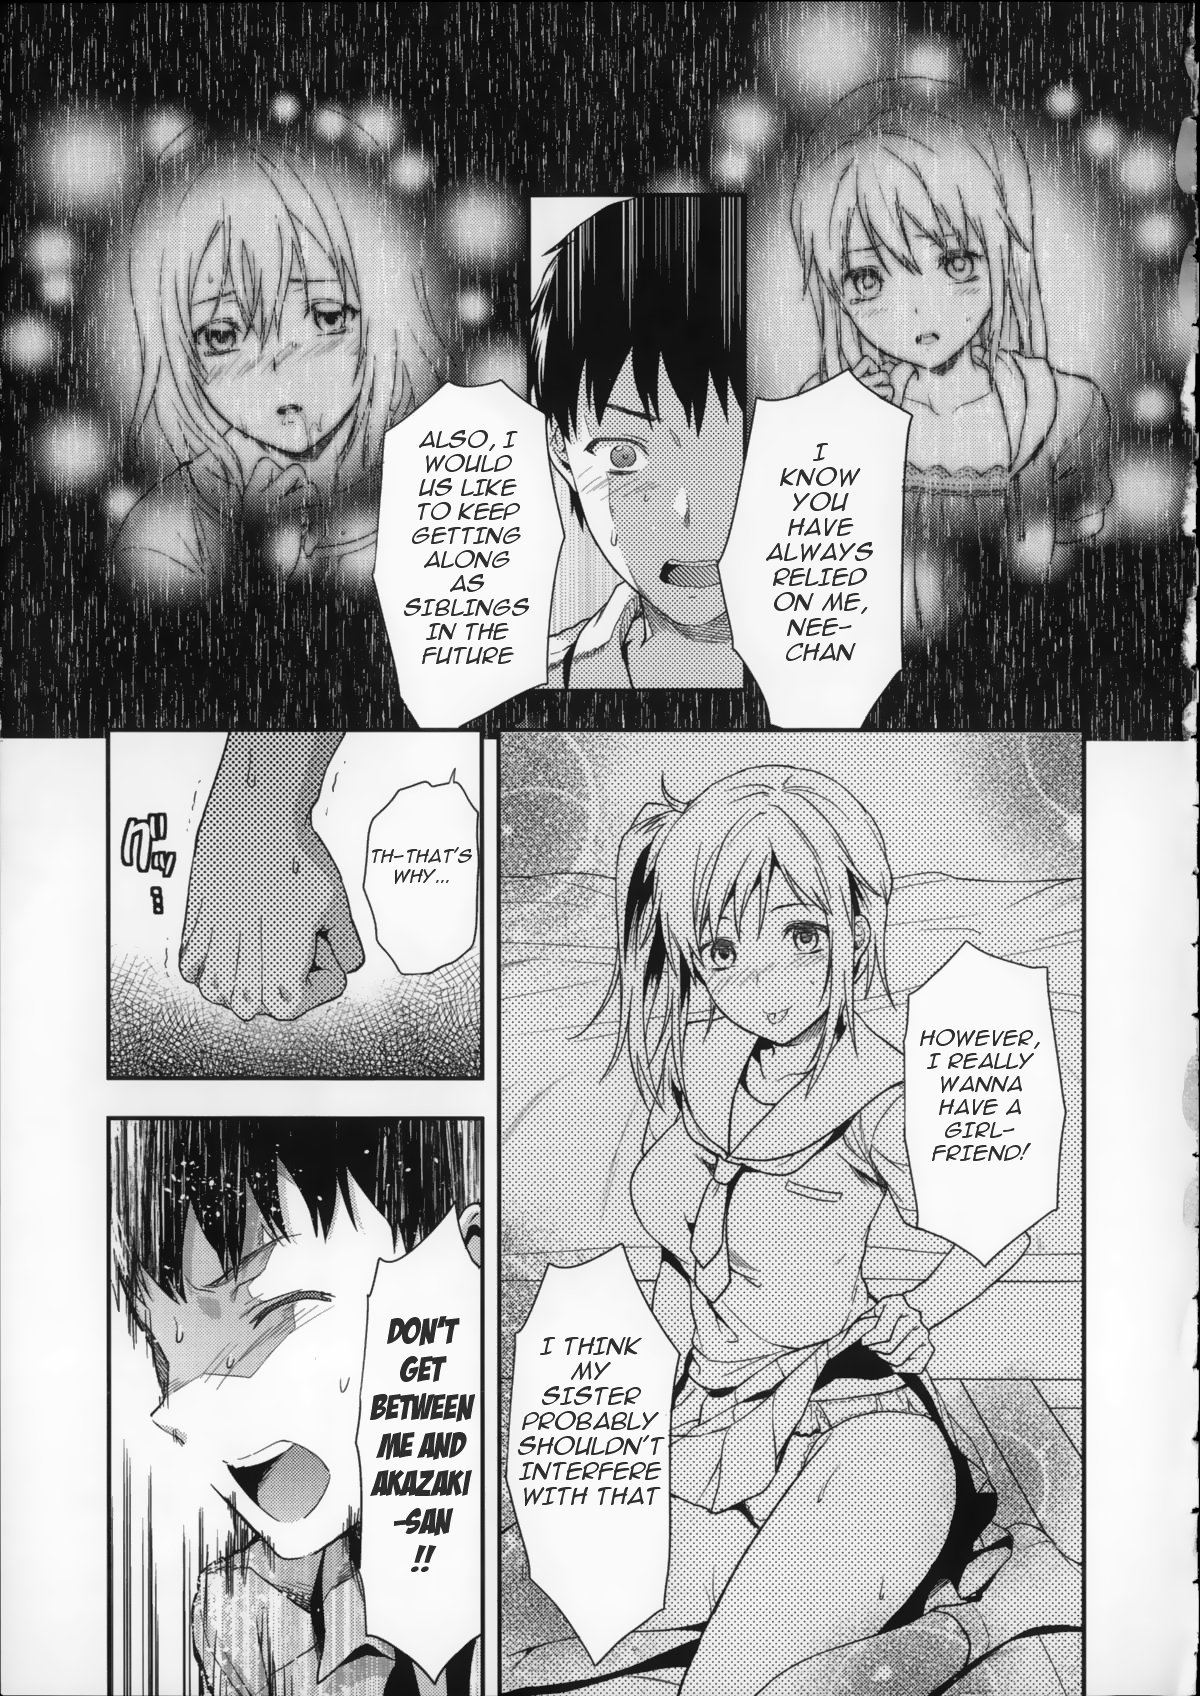 I
KNOW
YOU
HAVE
ALWAYS
RELIED
ON ME,
NEE-
CHAN
ALSO, I
WOULD
US LIKE
TO KEEP
GETTING
ALONG
AS
SIBLINGS
IN THE
FUTURE
HOWEVER,
I REALLY
WANNA
HAVE A
GIRL-
FRIEND!
I THINK
MY
SISTER
PROBABLY
SHOULDN'T
INTERFERE
WITH THAT
TH-THAT'S
WHY...
グッ…
DON'T
GET
BETWEEN
ME AND
AKAZAKI
-SAN
!!